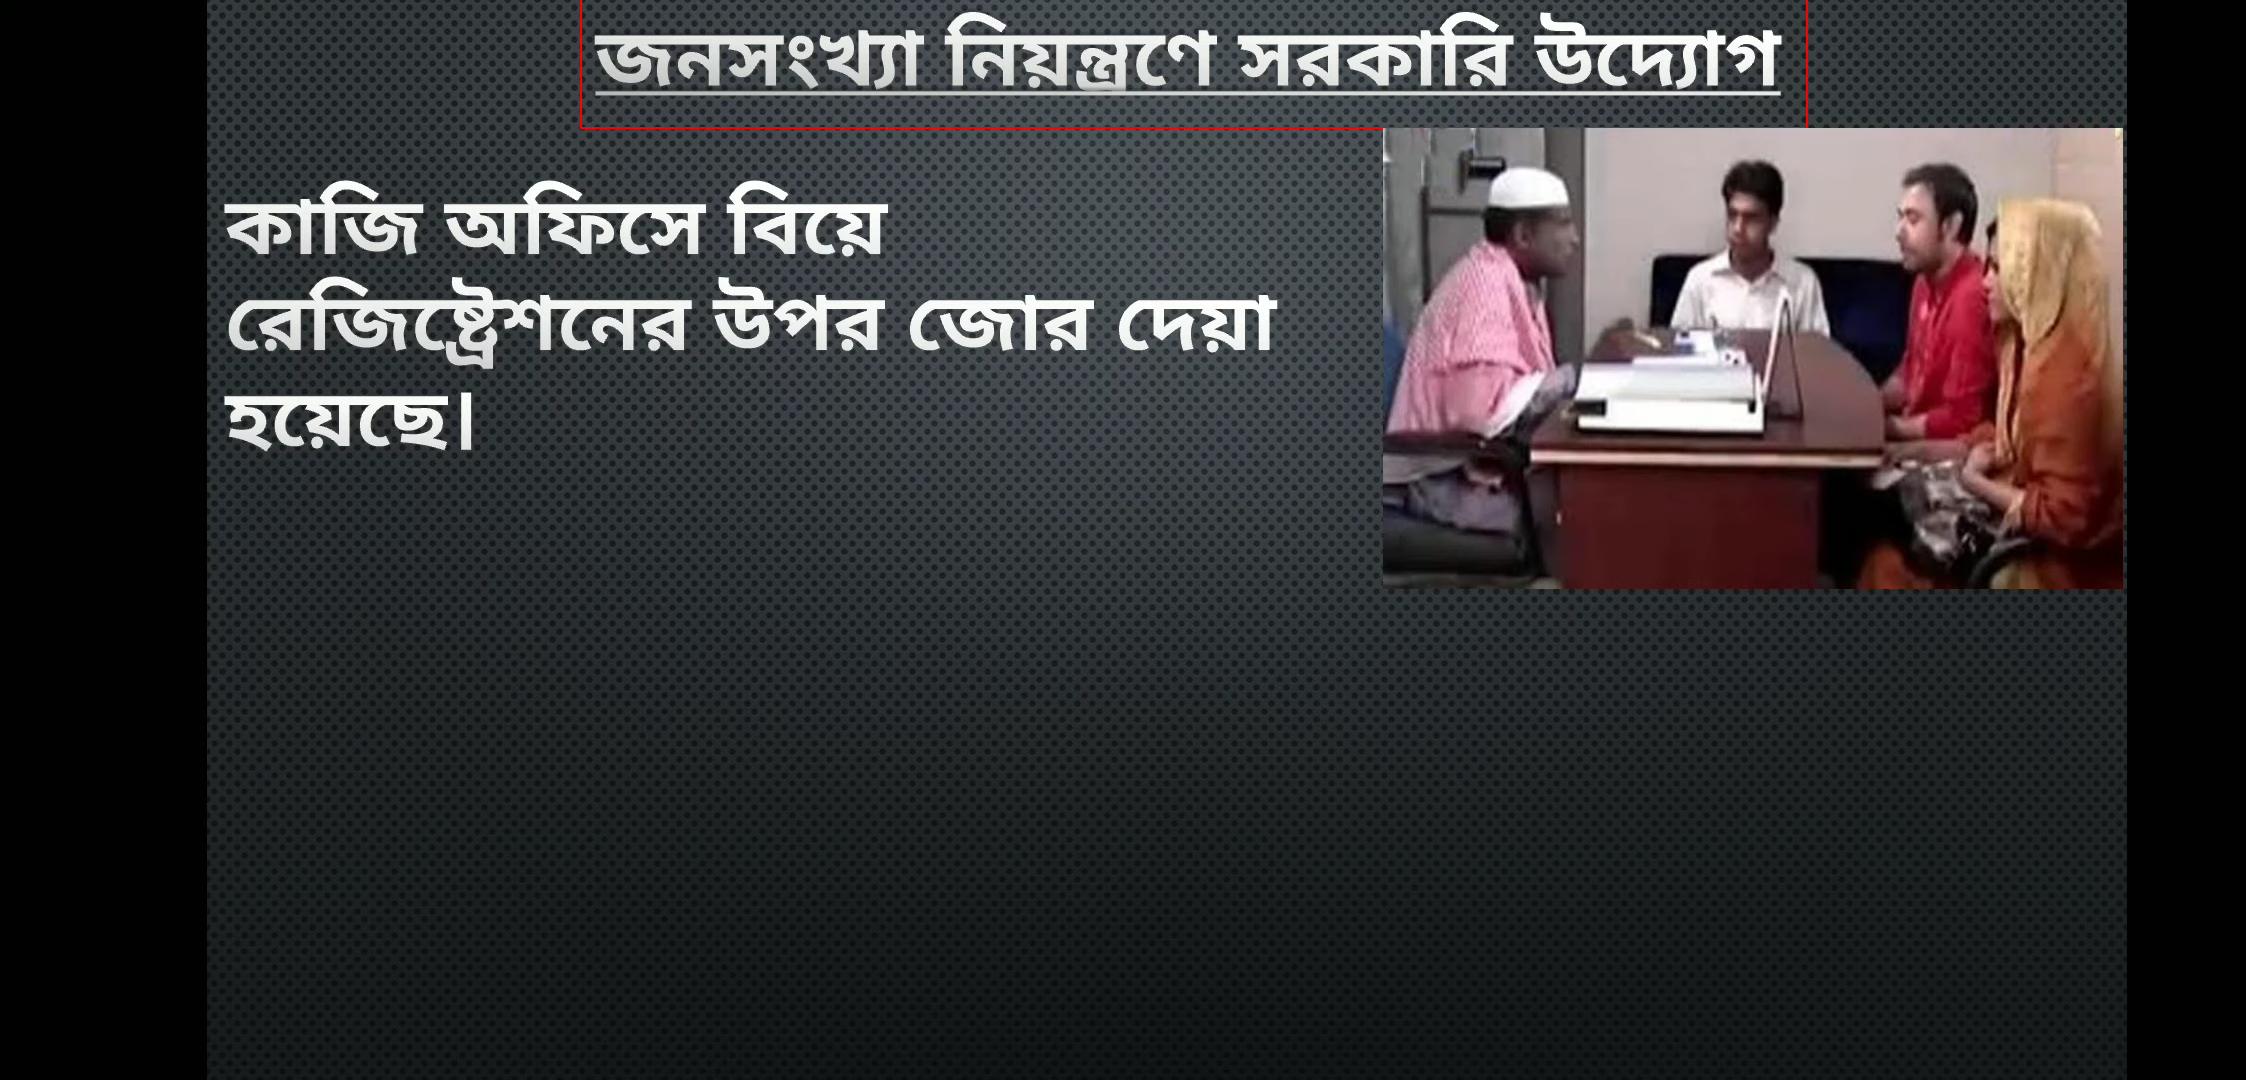 জনসংখ্যা নিয়ন্ত্রণে সরকারি উদ্যোগ
কাজি অফিসে বিয়ে
রেজিষ্ট্রেশনের উপর জোর দেয়া
হয়েছে।